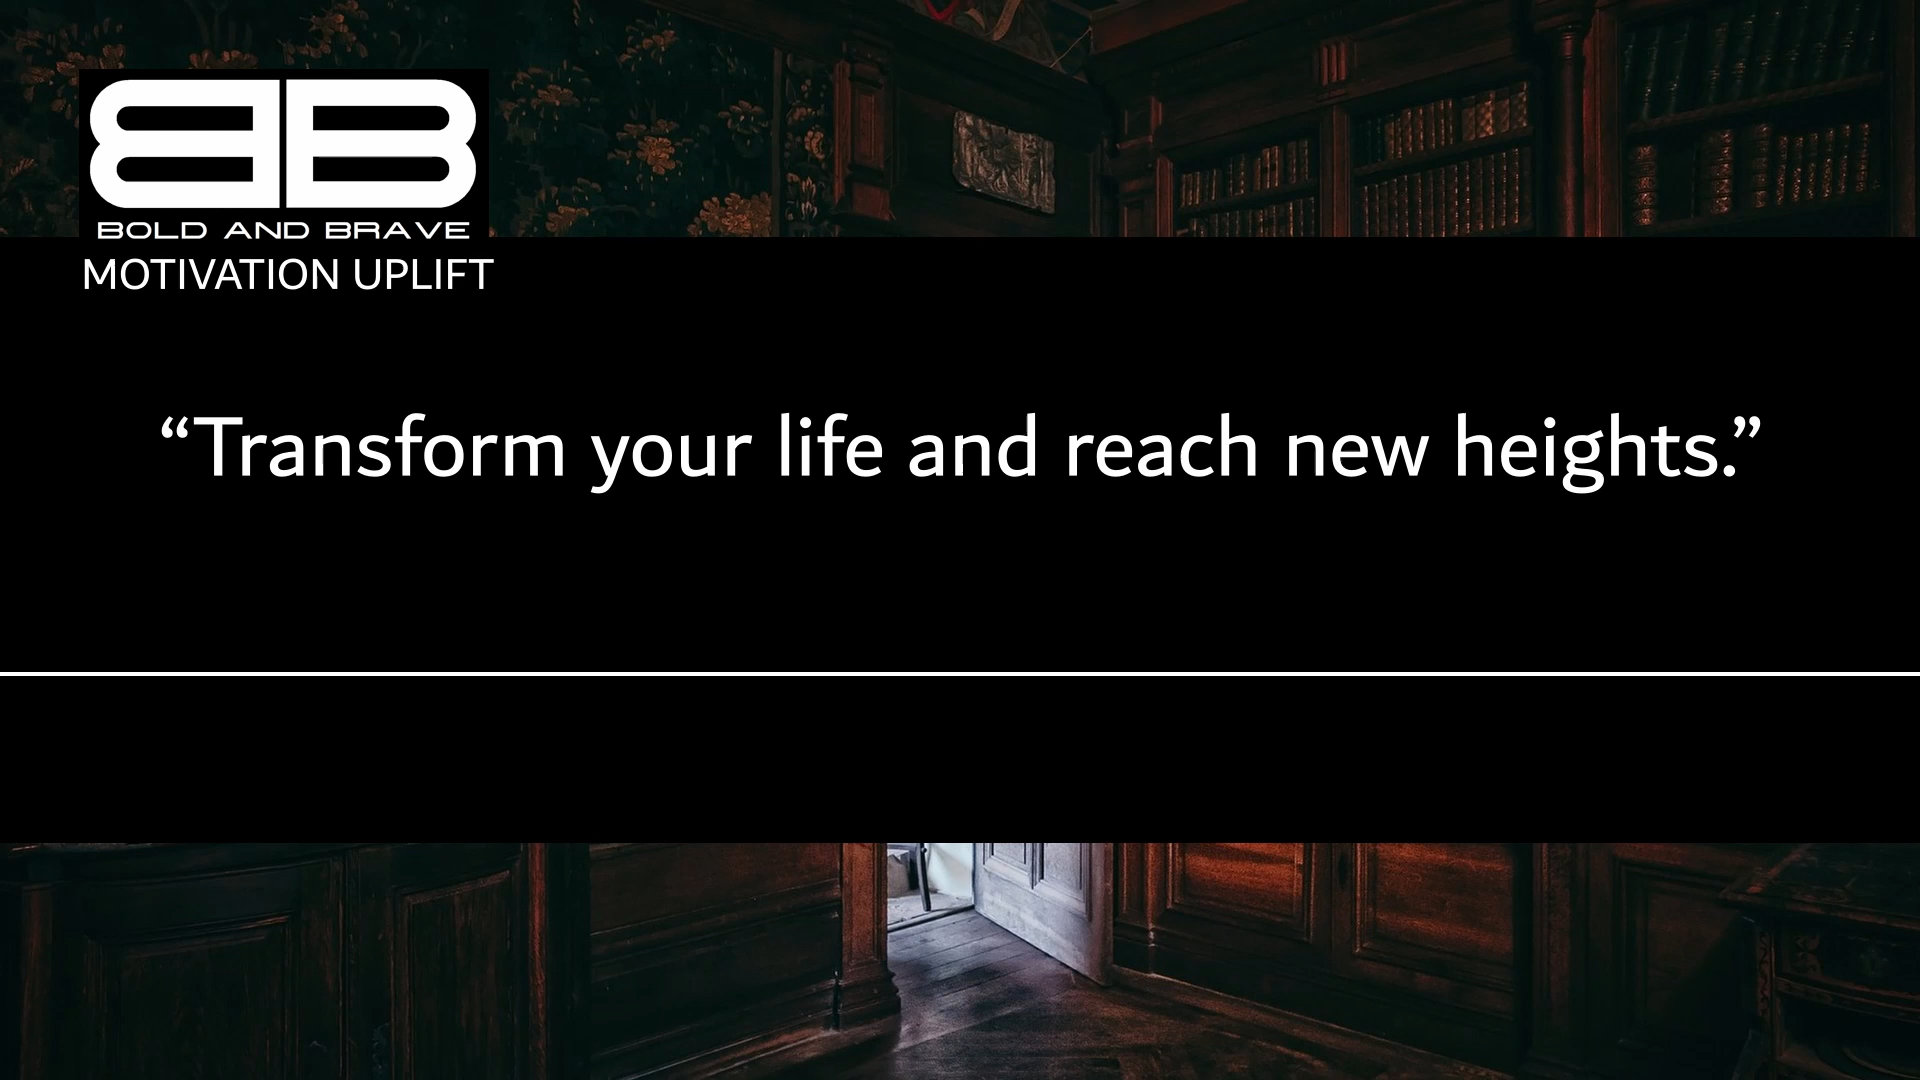 BB
BOLD AND BRAVE
MOTIVATION UPLIFT
“Transform your life and reach new heights.”